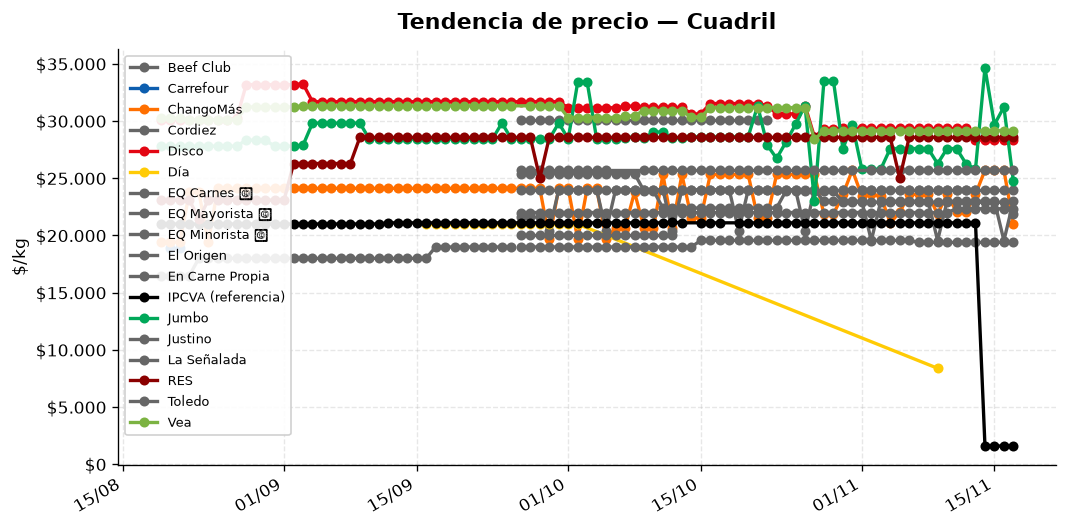 Tendencia de precio — Cuadril
$/kg
$35.000
$30.000
$25.000
$20.000
$15.000
$10.000
$5.000
$0
Beef Club
Carrefour
ChangoMás
Cordiez
Disco
Día
EQ Carnes
EQ Mayorista
EQ Minorista
El Origen
En Carne Propia
IPCVA (referencia)
Jumbo
Justino
La Señalada
RES
Toledo
Vea
15/08
01/09
15/09
01/10
15/10
01/11
15/11